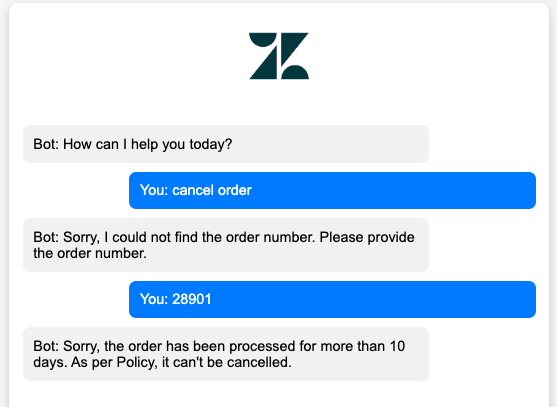 Bot: How can I help you today?
You: cancel order
Bot: Sorry, I could not find the order number. Please provide
the order number.
You: 28901
Bot: Sorry, the order has been processed for more than 10
days. As per Policy, it can't be cancelled.